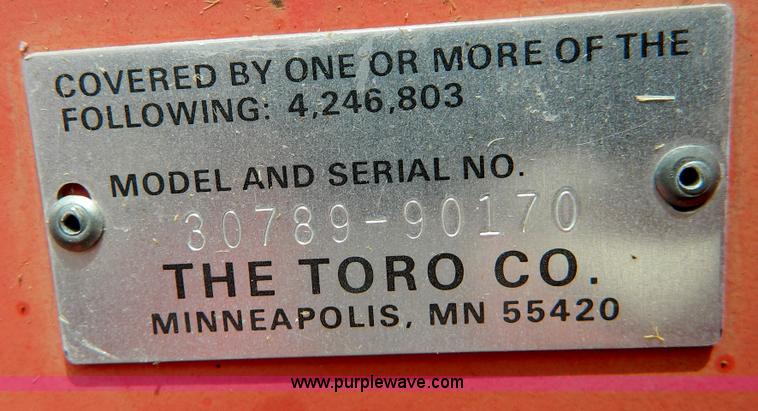 COVERED BY ONE OR MORE OF THE
FOLLOWING: 4,246,803
MODEL AND SERIAL NO.
30789-90170
THE TORO CO.
MINNEAPOLIS, MN 55420
www.purplewave.com